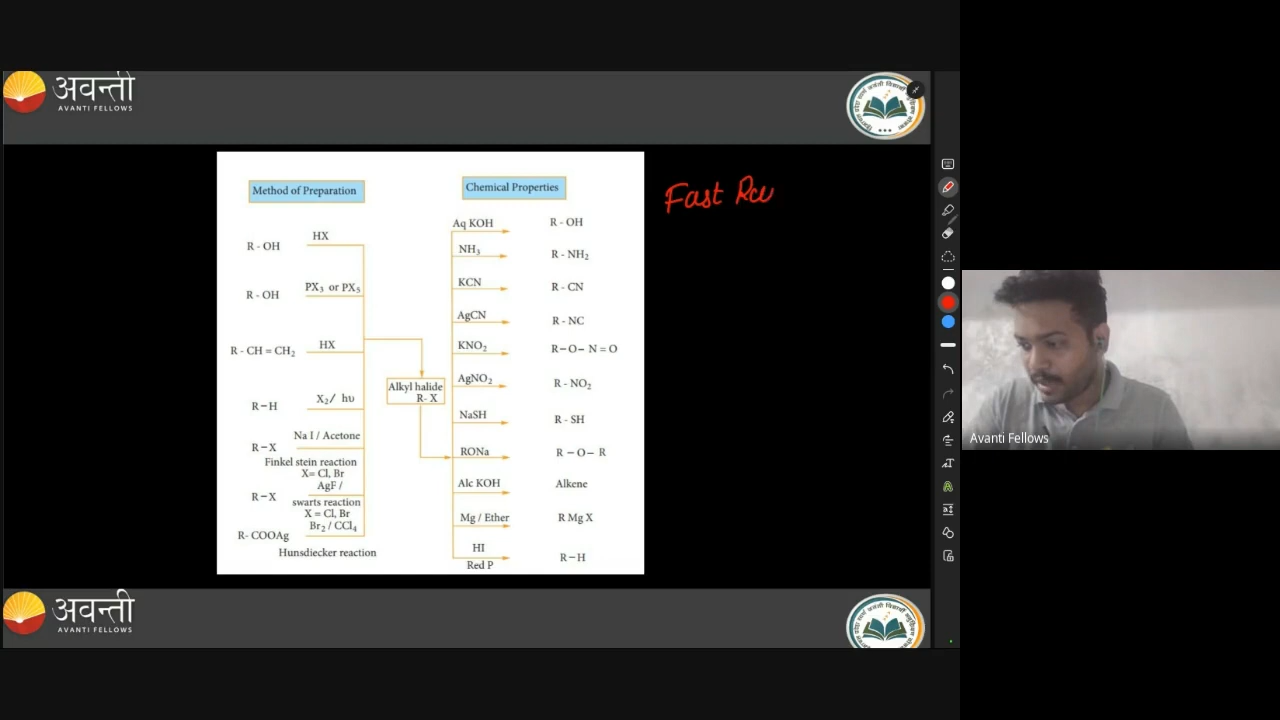 अवन्ती
AVANTI FELLOWS
Method of Preparation
Chemical Properties
Fast
R - OH
HX
R - OH
PX₃ or PX₅
R - CH = CH₂
HX
R – H
X₂ / hυ
R – X
Na I / Acetone
Finkel stein reaction
X= Cl, Br
R – X
AgF /
swarts reaction
X = Cl, Br
R- COOAg
Br₂ / CCl₄
Hunsdiecker reaction
Alkyl halide
R- X
Aq KOH
R - OH
NH₃
R - NH₂
KCN
R - CN
AgCN
R - NC
KNO₂
R – O – N = O
AgNO₂
R - NO₂
NaSH
R - SH
RONa
R – O – R
Alc KOH
Alkene
Mg / Ether
R Mg X
HI
Red P
R – H
Avanti Fellows
अवन्ती
AVANTI FELLOWS